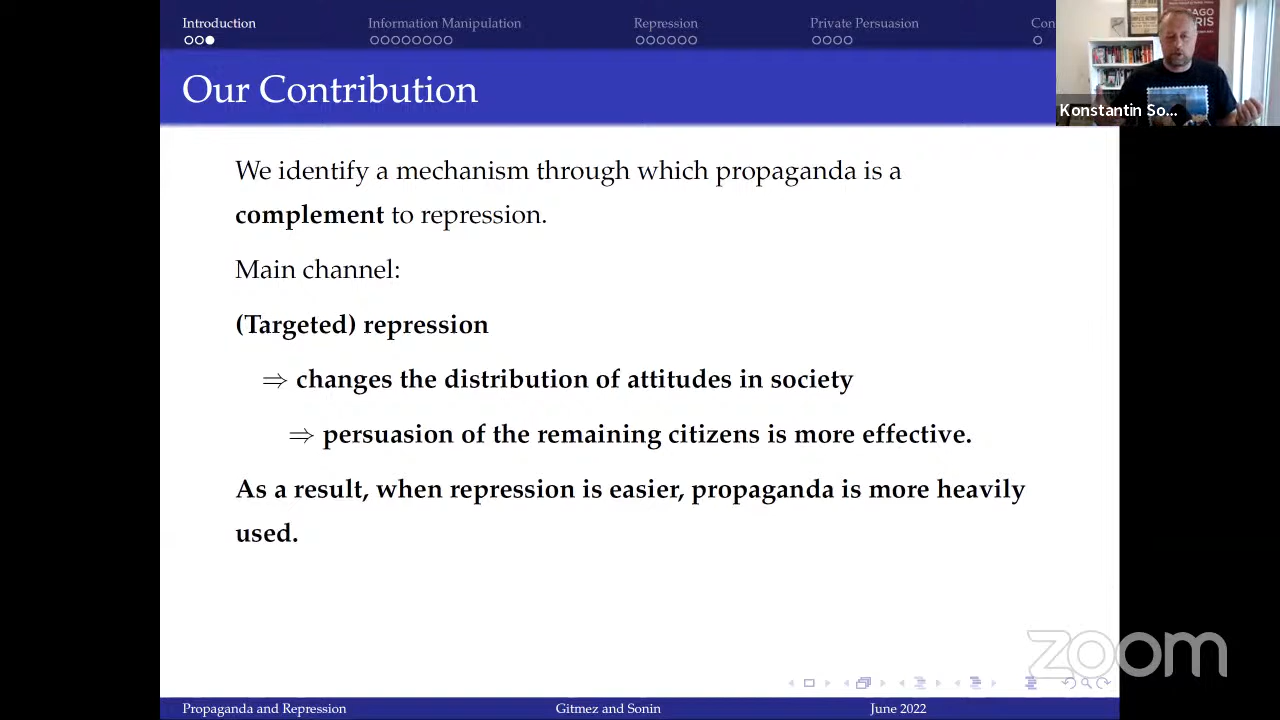 Introduction Information Manipulation Repression Private Persuasion Con
Our Contribution
Konstantin So...
We identify a mechanism through which propaganda is a
complement to repression.
Main channel:
(Targeted) repression
⇒ changes the distribution of attitudes in society
⇒ persuasion of the remaining citizens is more effective.
As a result, when repression is easier, propaganda is more heavily
used.
zoom
Propaganda and Repression Gitmez and Sonin June 2022